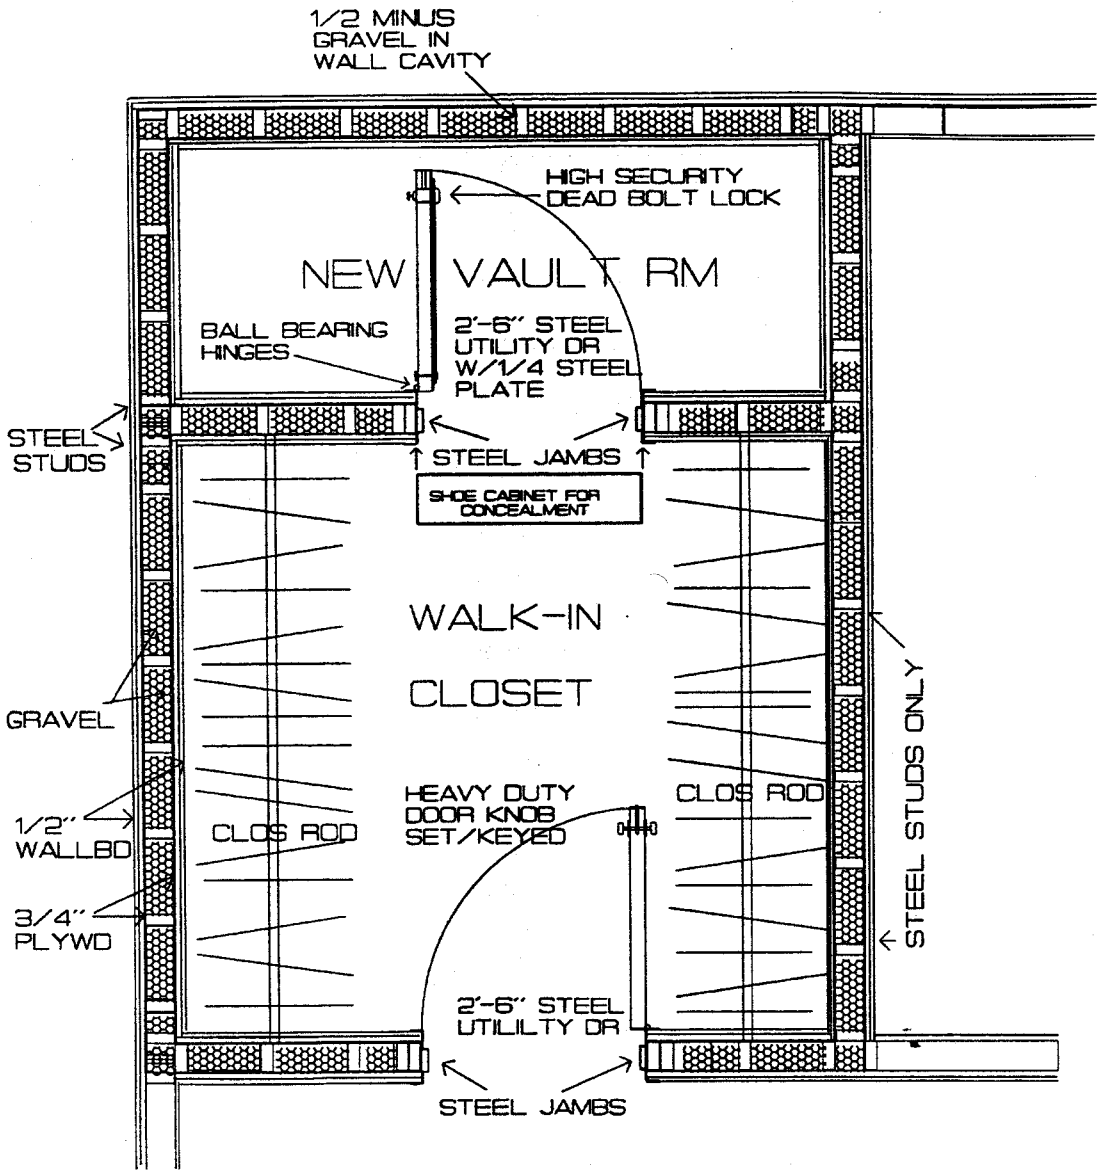 1/2 MINUS
GRAVEL IN
WALL CAVITY
HIGH SECURITY
DEAD BOLT LOCK
NEW VAULT RM
BALL BEARING
HINGES
2'-6" STEEL
UTILITY DR
W/1/4 STEEL
PLATE
STEEL
STUDS
STEEL JAMBS
SHOE CABINET FOR
CONCEALMENT
WALK-IN
CLOSET
GRAVEL
STEEL STUDS ONLY
HEAVY DUTY
DOOR KNOB
SET/KEYED
CLOS ROD
CLOS ROD
1/2"
WALLBD
3/4"
PLYWD
2'-6" STEEL
UTILILTY DR
STEEL JAMBS